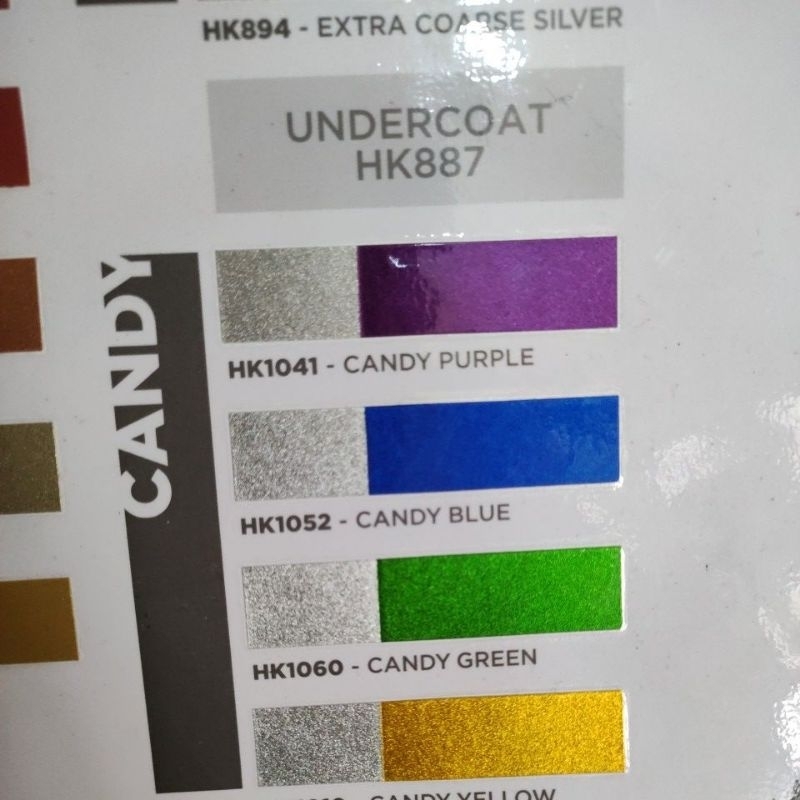 HK894 - EXTRA COARSE SILVER
UNDERCOAT
HK887
CANDY
HK1041 - CANDY PURPLE
HK1052 - CANDY BLUE
HK1060 - CANDY GREEN
- CANDY YELLOW